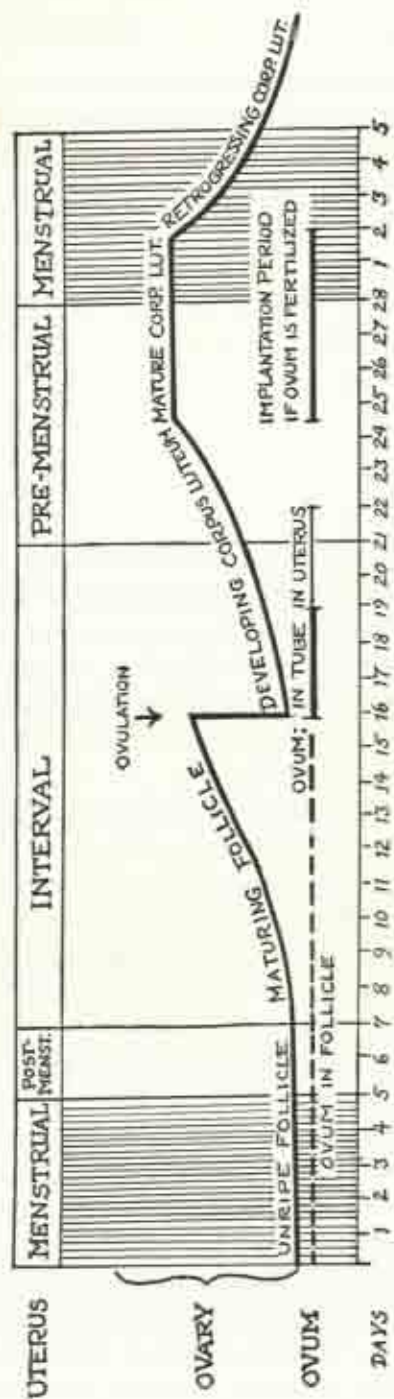 UTERUS
MENSTRUAL
POST-
MENST.
INTERVAL
PRE-MENSTRUAL
MENSTRUAL
OVARY
UNRIPE FOLLICLE
MATURING FOLLICLE
OVULATION
DEVELOPING CORPUS LUTEUM
MATURE CORP. LUT.
RETROGRESSING CORP. LUT.
OVUM
OVUM IN FOLLICLE
OVUM; IN TUBE
IN UTERUS
IMPLANTATION PERIOD
IF OVUM IS FERTILIZED
DAYS
1 2 3 4 5 6 7 8 9 10 11 12 13 14 15 16 17 18 19 20 21 22 23 24 25 26 27 28 1 2 3 4 5